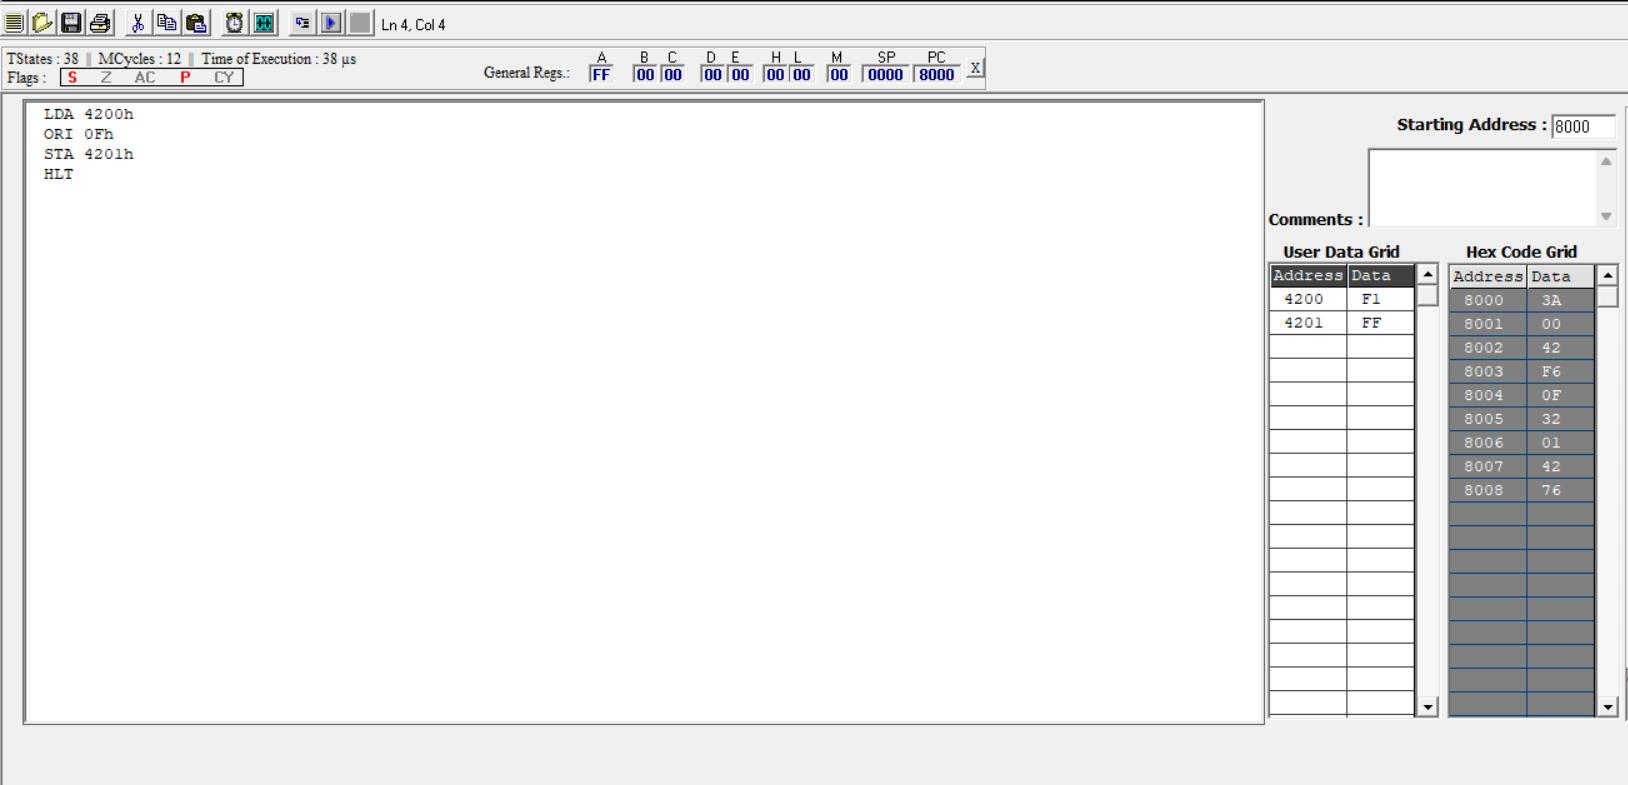 Ln 4, Col 4
TStates : 38 || MCycles : 12 || Time of Execution : 38 µs
Flags : S Z AC P CY
General Regs.:
A B C D E H L M SP PC
FF 00 00 00 00 00 00 00 0000 8000 X
LDA 4200h
ORI 0Fh
STA 4201h
HLT
Starting Address : 8000
Comments :
User Data Grid
Address Data
4200 F1
4201 FF
Hex Code Grid
Address Data
8000 3A
8001 00
8002 42
8003 F6
8004 0F
8005 32
8006 01
8007 42
8008 76